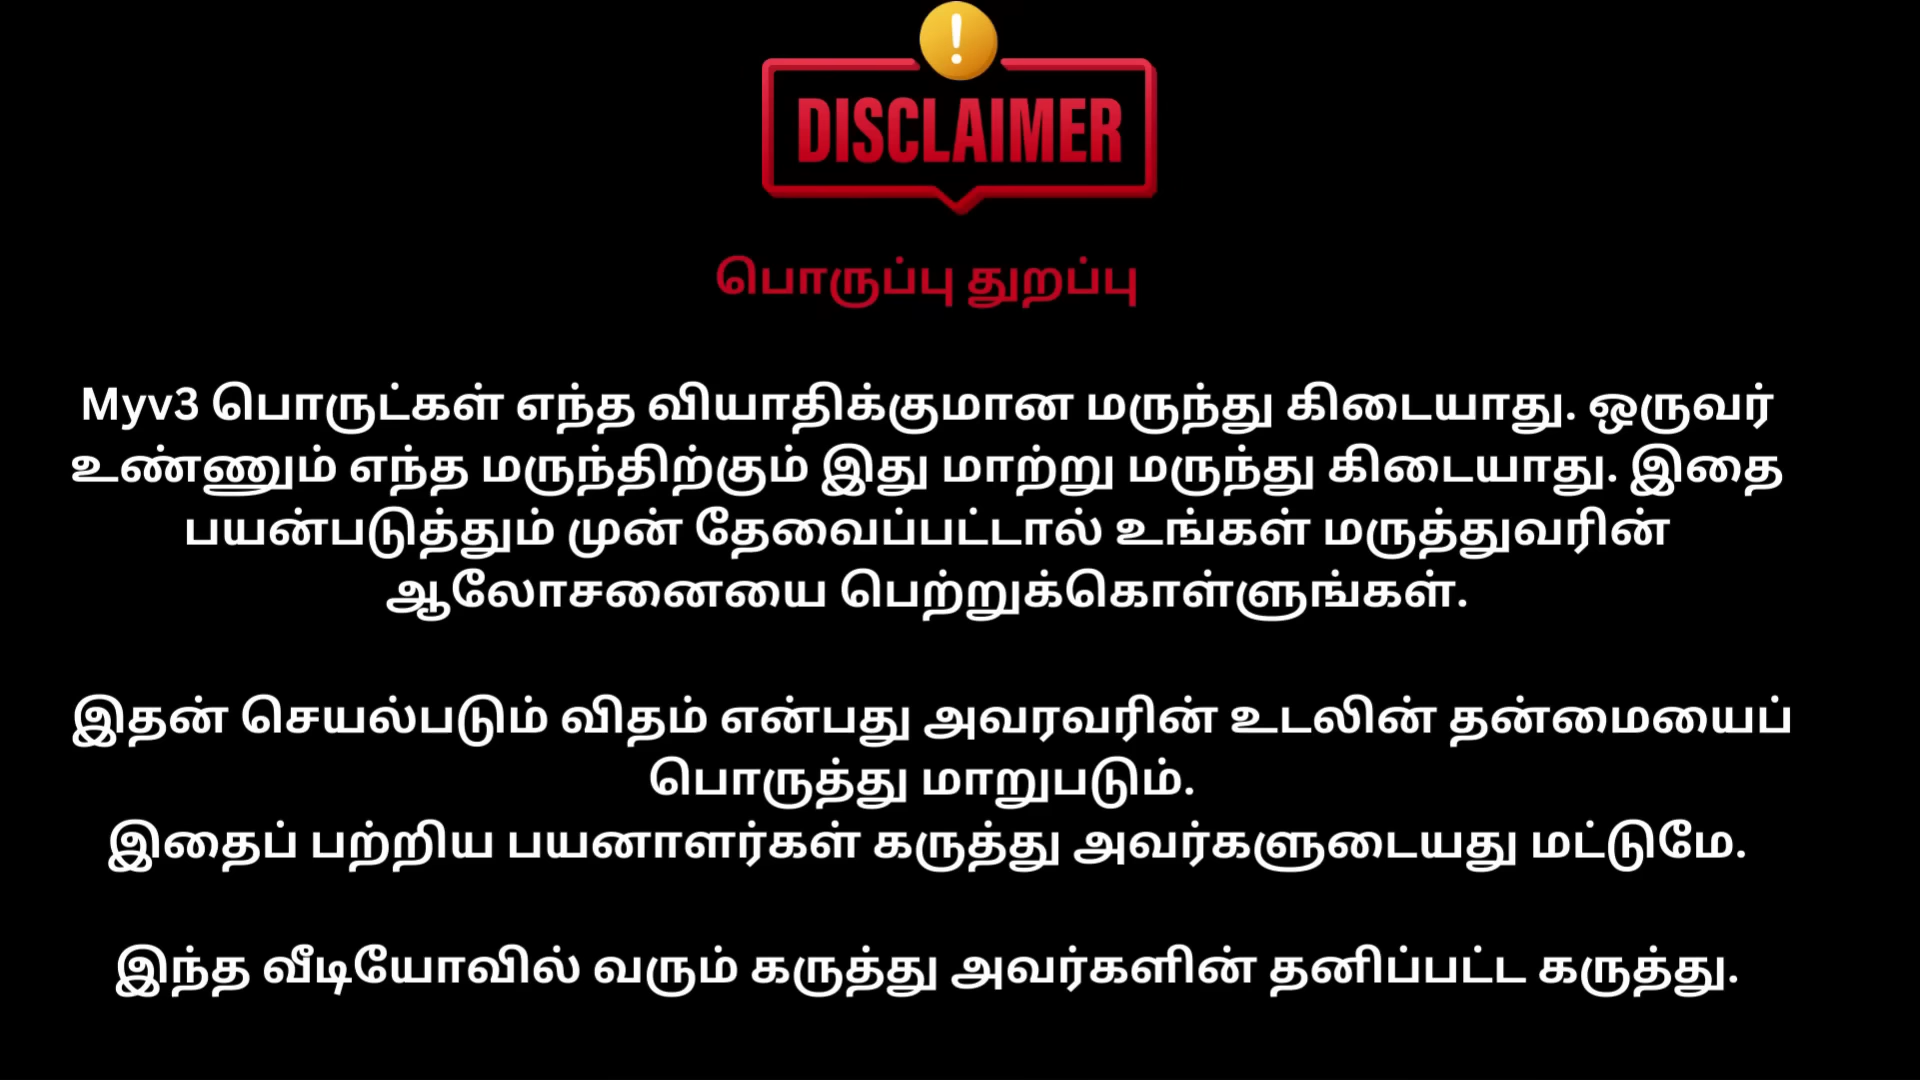 !
DISCLAIMER
பொருப்பு துறப்பு
Myv3 பொருட்கள் எந்த வியாதிக்குமான மருந்து கிடையாது. ஒருவர்
உண்ணும் எந்த மருந்திற்கும் இது மாற்று மருந்து கிடையாது. இதை
பயன்படுத்தும் முன் தேவைப்பட்டால் உங்கள் மருத்துவரின்
ஆலோசனையை பெற்றுக்கொள்ளுங்கள்.
இதன் செயல்படும் விதம் என்பது அவரவரின் உடலின் தன்மையைப்
பொருத்து மாறுபடும்.
இதைப் பற்றிய பயனாளர்கள் கருத்து அவர்களுடையது மட்டுமே.
இந்த வீடியோவில் வரும் கருத்து அவர்களின் தனிப்பட்ட கருத்து.